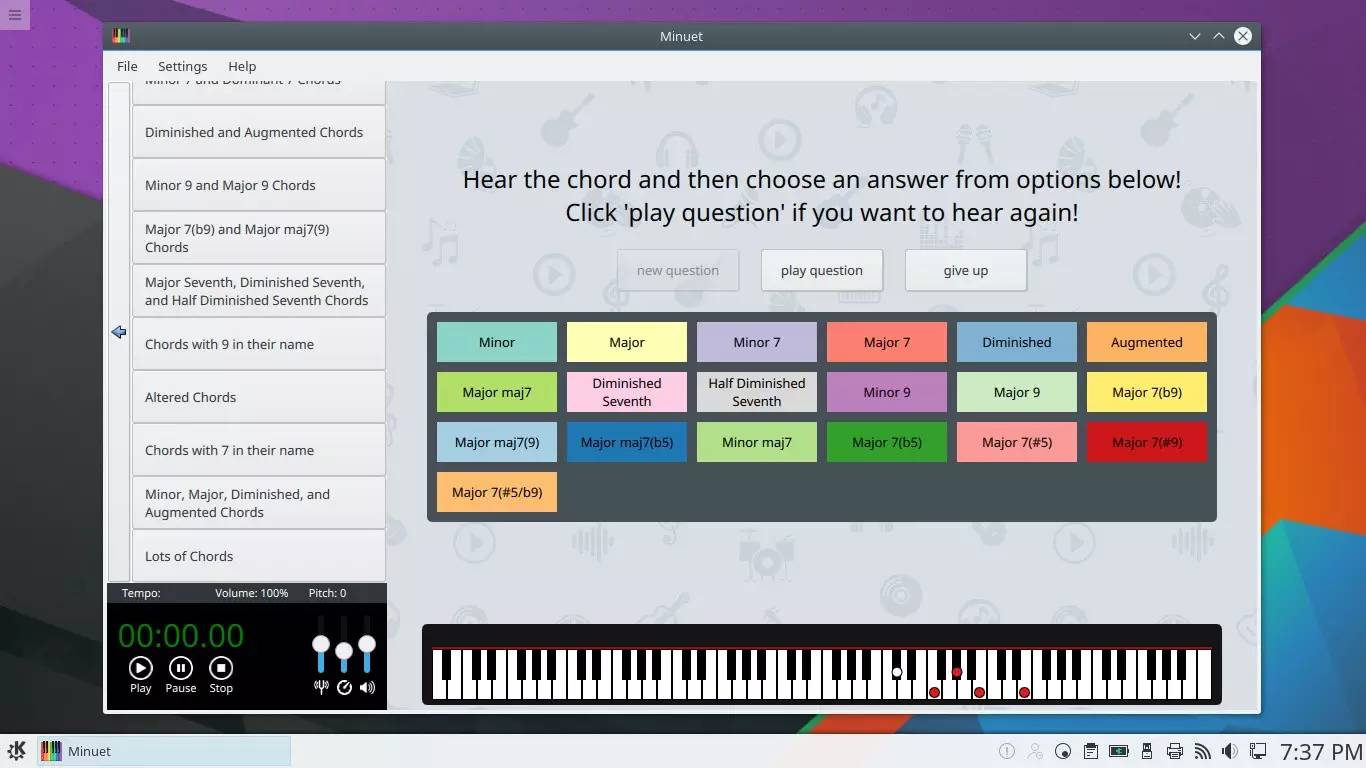 Minuet
File Settings Help
Minor 7 and Dominant 7 Chords
Diminished and Augmented Chords
Minor 9 and Major 9 Chords
Major 7(b9) and Major maj7(9)
Chords
Major Seventh, Diminished Seventh,
and Half Diminished Seventh Chords
Chords with 9 in their name
Altered Chords
Chords with 7 in their name
Minor, Major, Diminished, and
Augmented Chords
Lots of Chords
Tempo: Volume: 100% Pitch: 0
00:00.00
Play Pause Stop
Hear the chord and then choose an answer from options below!
Click 'play question' if you want to hear again!
new question play question give up
Minor Major Minor 7 Major 7 Diminished Augmented
Major maj7
Diminished
Seventh
Half Diminished
Seventh
Minor 9 Major 9 Major 7(b9)
Major maj7(9) Major maj7(b5) Minor maj7 Major 7(b5) Major 7(#5) Major 7(#9)
Major 7(#5/b9)
Minuet 7:37 PM